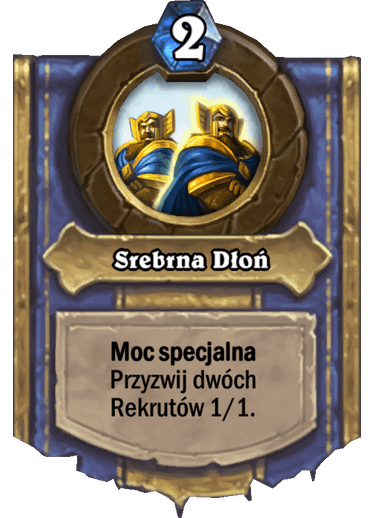 2
Srebrna Dłoń
Moc specjalna
Przyzwij dwóch
Rekrutów 1/1.